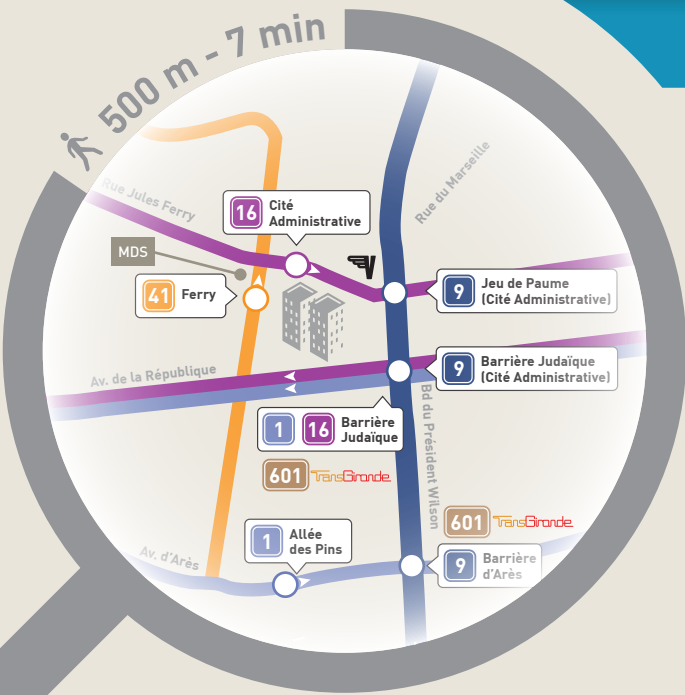 500 m - 7 min
Rue Jules Ferry
Rue du Marseille
16 Cité
Administrative
MDS
41 Ferry
9 Jeu de Paume
(Cité Administrative)
Av. de la République
9 Barrière Judaïque
(Cité Administrative)
1 16 Barrière
Judaïque
Bd du Président Wilson
601 TransGironde
601 TransGironde
1 Allée
des Pins
Av. d'Arès
9 Barrière
d'Arès